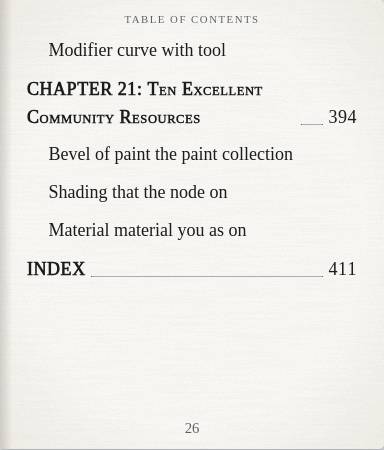 TABLE OF CONTENTS
Modifier curve with tool
CHAPTER 21: Ten Excellent
Community Resources 394
Bevel of paint the paint collection
Shading that the node on
Material material you as on
INDEX 411
26